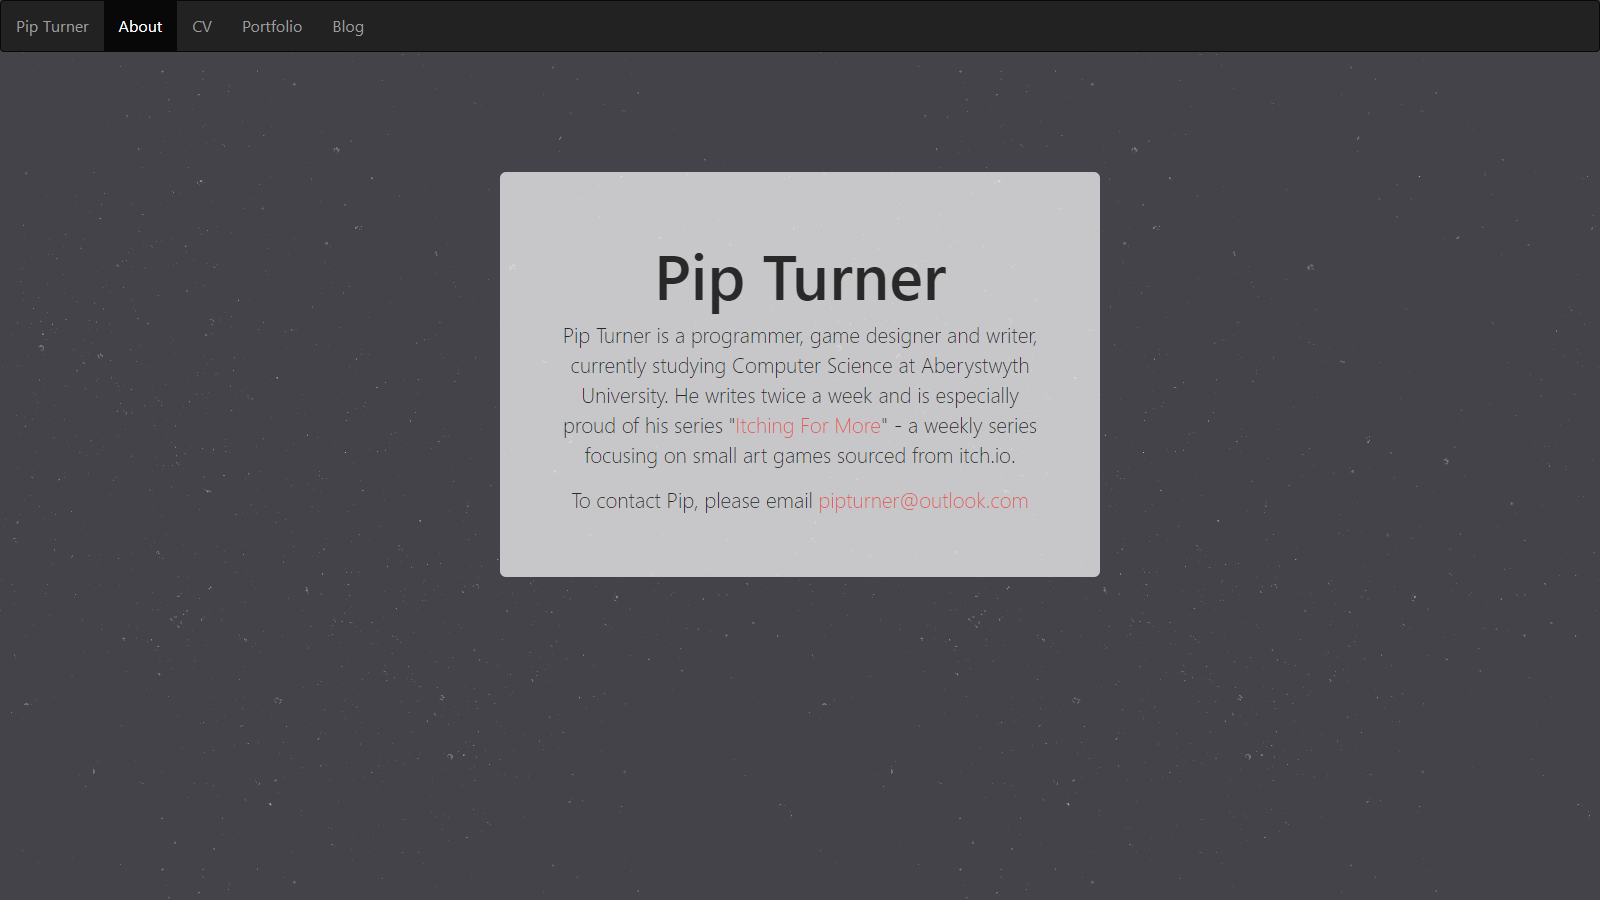 Pip Turner About CV Portfolio Blog
Pip Turner
Pip Turner is a programmer, game designer and writer,
currently studying Computer Science at Aberystwyth
University. He writes twice a week and is especially
proud of his series "Itching For More" - a weekly series
focusing on small art games sourced from itch.io.
To contact Pip, please email pipturner@outlook.com